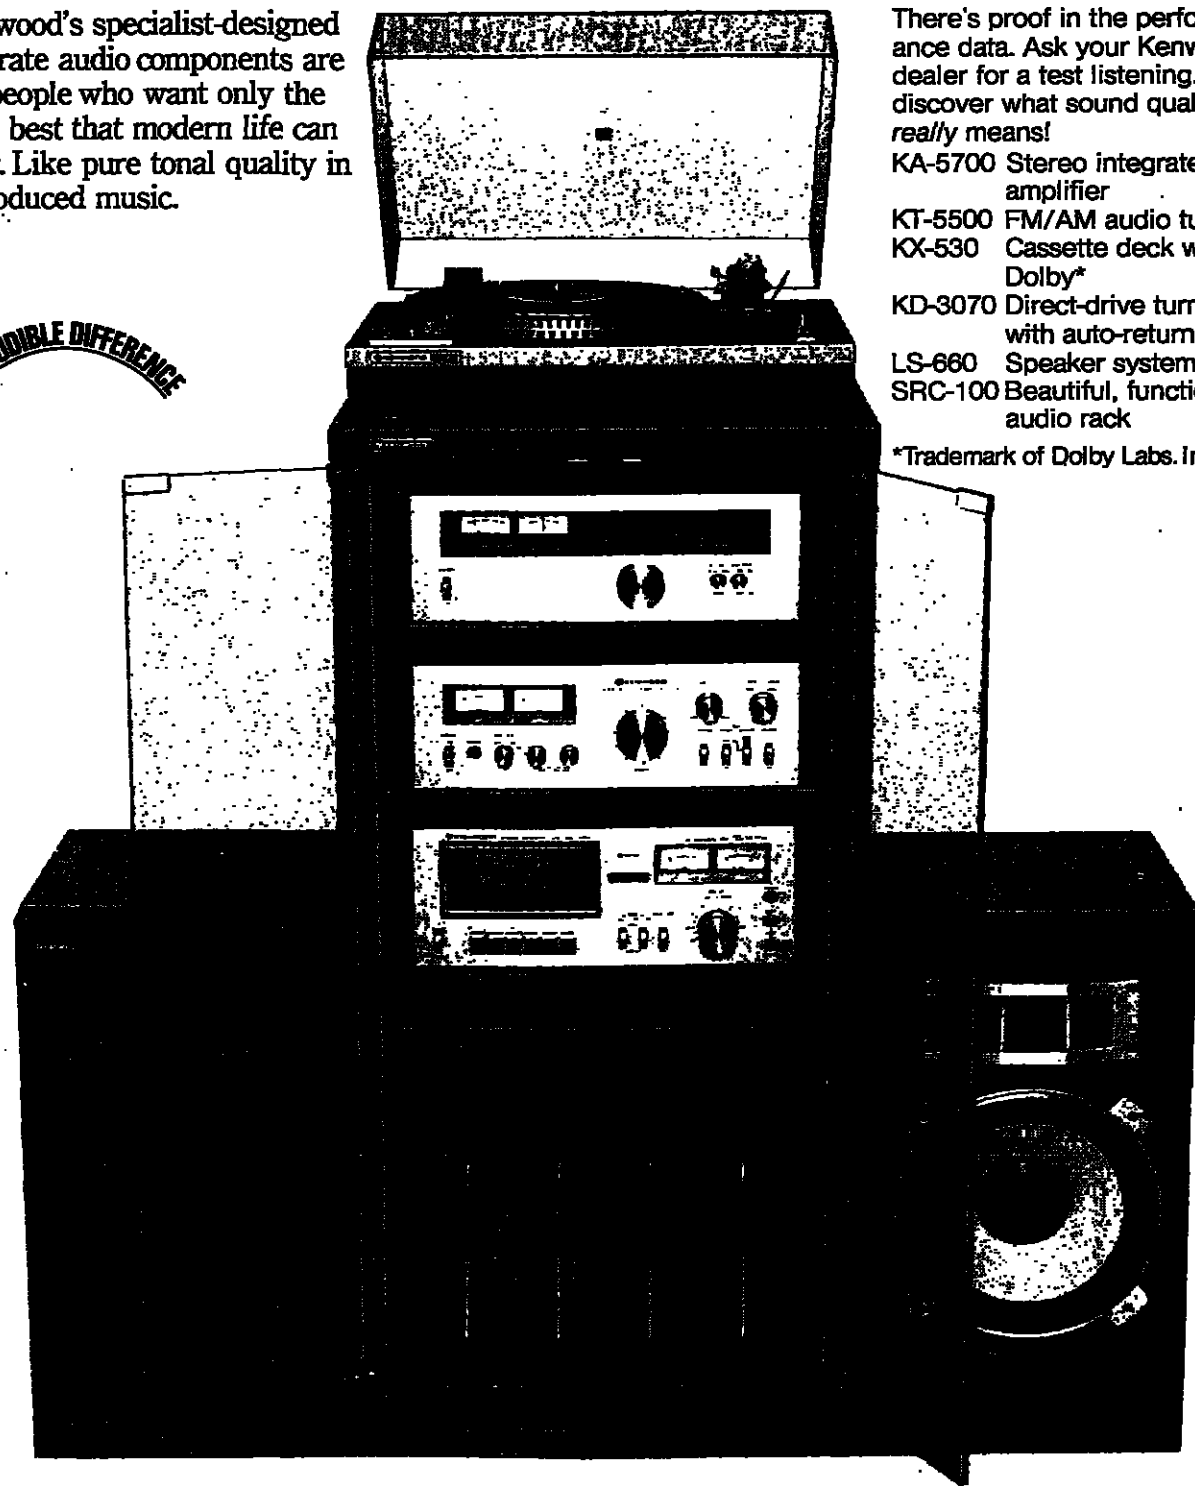 wood's specialist-designed
rate audio components are
people who want only the
best that modern life can
Like pure tonal quality in
oduced music.
UDIBLE DIFFERENCE
There's proof in the perfo
ance data. Ask your Kenw
dealer for a test listening.
discover what sound qual
really means!
KA-5700 Stereo integrate
amplifier
KT-5500 FM/AM audio tu
KX-530 Cassette deck w
Dolby*
KD-3070 Direct-drive turn
with auto-return
LS-660 Speaker system
SRC-100 Beautiful, functi
audio rack
*Trademark of Dolby Labs. In